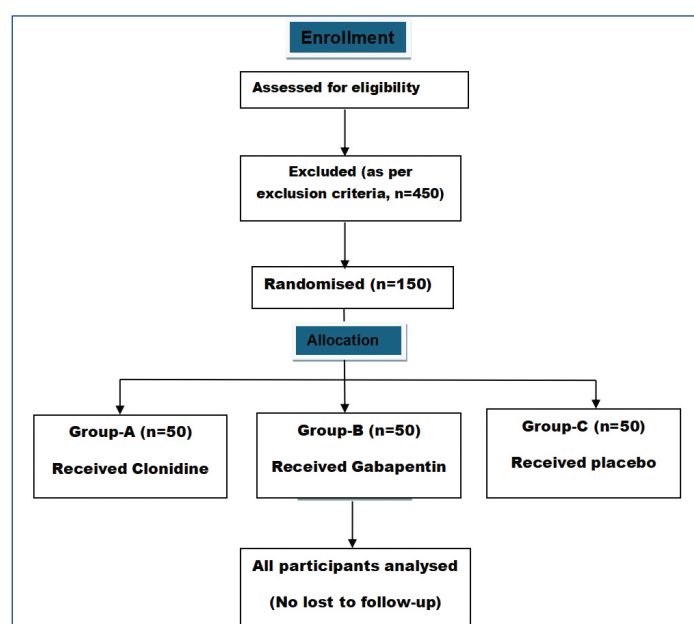 Enrollment
Assessed for eligibility
Excluded (as per
exclusion criteria, n=450)
Randomised (n=150)
Allocation
Group-A (n=50)
Received Clonidine
Group-B (n=50)
Received Gabapentin
Group-C (n=50)
Received placebo
All participants analysed
(No lost to follow-up)